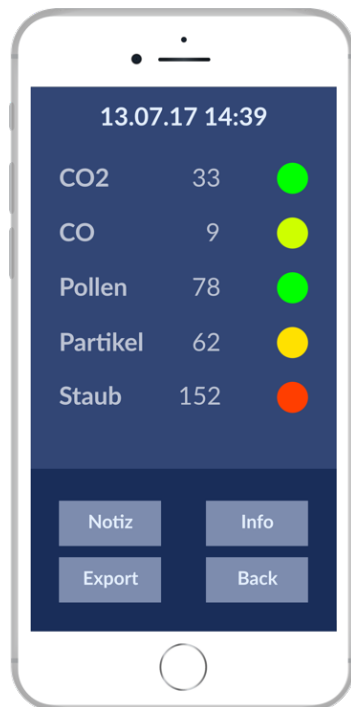 13.07.17 14:39
CO2 33
CO 9
Pollen 78
Partikel 62
Staub 152
Notiz Info
Export Back